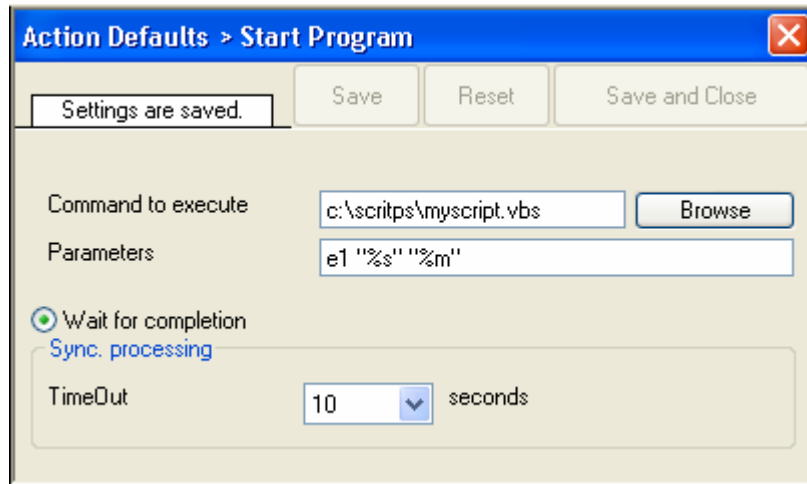 Action Defaults > Start Program
Settings are saved.
Save
Reset
Save and Close
Command to execute
c:\scritps\myscript.vbs
Browse
Parameters
e1 "%s" "%m"
Wait for completion
Sync. processing
TimeOut
10
seconds